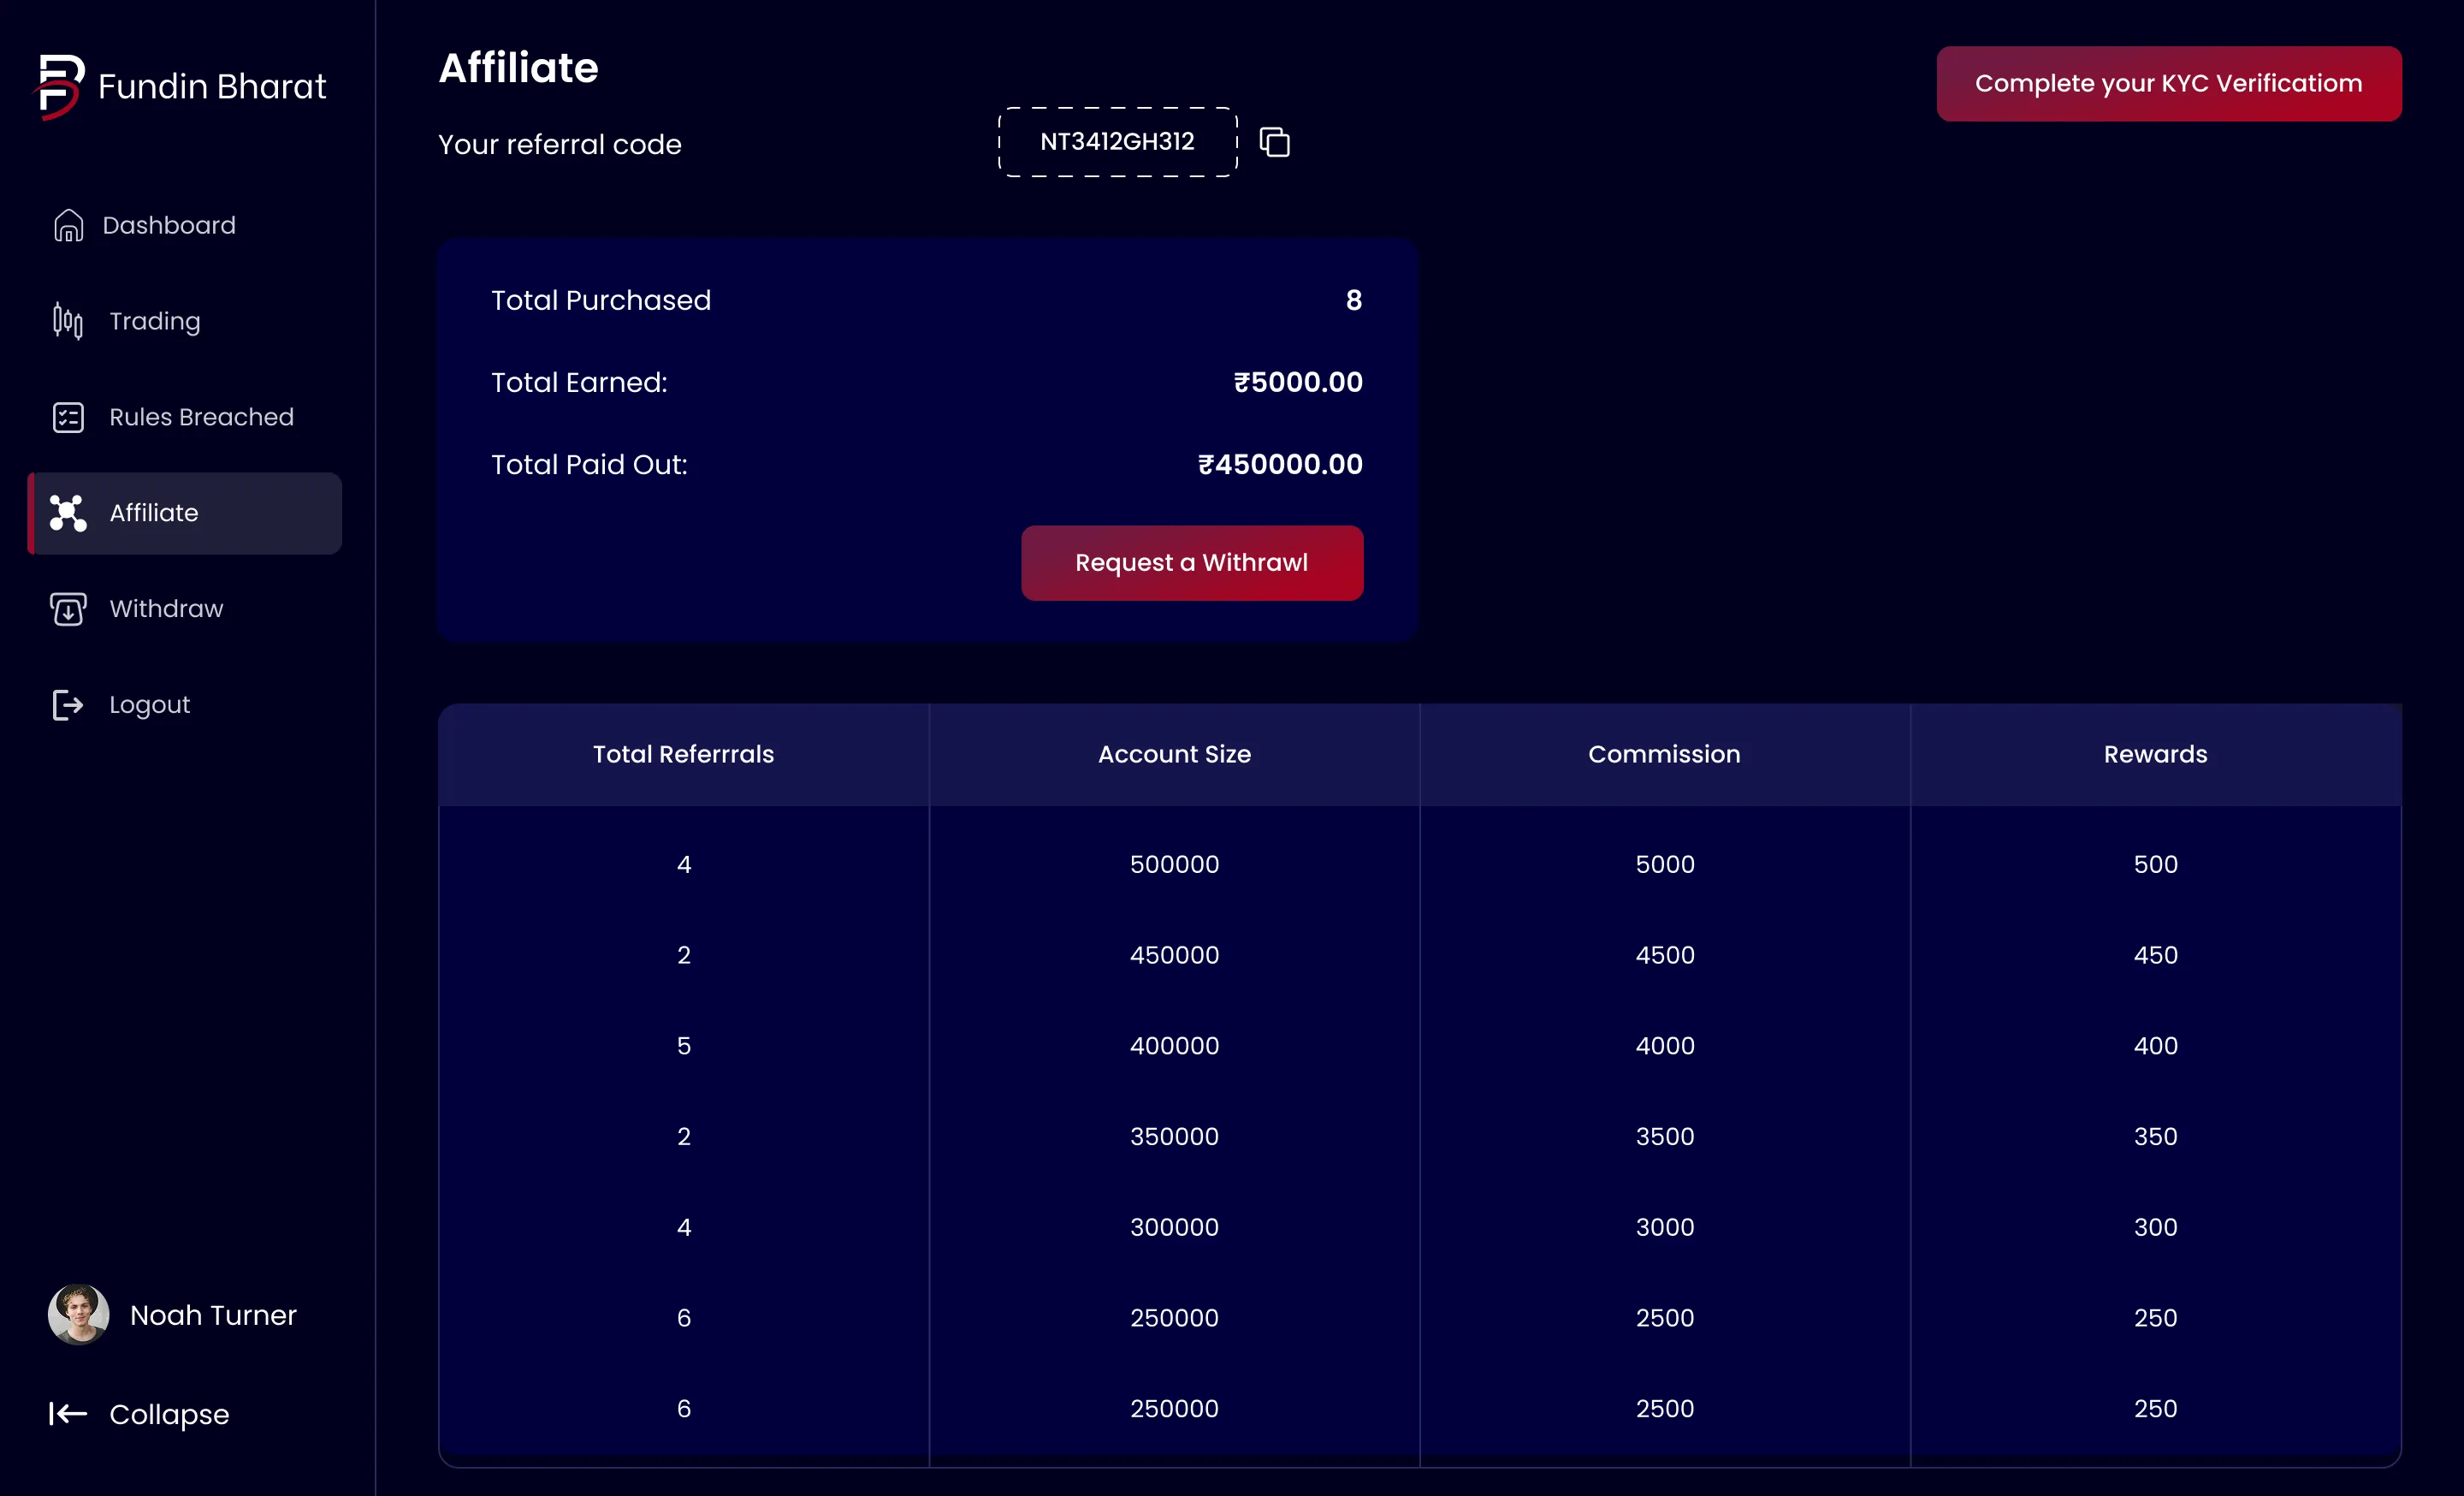 Fundin Bharat
Dashboard
Trading
Rules Breached
Affiliate
Withdraw
Logout
Noah Turner
Collapse
Affiliate
Complete your KYC Verificatiom
Your referral code
NT3412GH312
Total Purchased 8
Total Earned: ₹5000.00
Total Paid Out: ₹450000.00
Request a Withrawl
Total Referrrals Account Size Commission Rewards
4 500000 5000 500
2 450000 4500 450
5 400000 4000 400
2 350000 3500 350
4 300000 3000 300
6 250000 2500 250
6 250000 2500 250